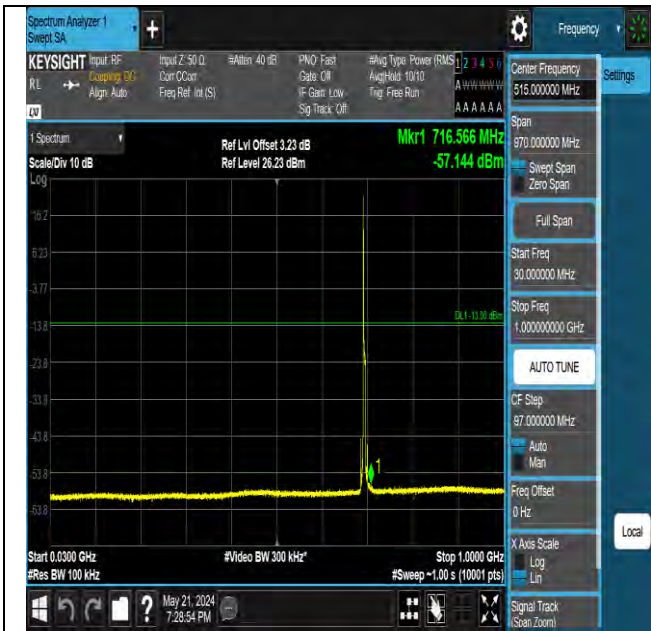 Spectrum Analyzer 1
Swept SA
Frequency
KEYSIGHT
RL
Input: RF
Coupling: DC
Align: Auto
Input Z: 50 Ω
Corr CCorr
Freq Ref: Int (S)
#Atten: 40 dB
PNO: Fast
Gate: Off
IF Gain: Low
Sig Track: Off
#Avg Type: Power (RMS
Avg|Hold: 10/10
Trig: Free Run
1 2 3 4 5 6
A W W W W W
A A A A A A
LXI
1 Spectrum
Scale/Div 10 dB
Ref Lvl Offset 3.23 dB
Ref Level 26.23 dBm
Mkr1 716.566 MHz
-57.144 dBm
Log
16.2
6.23
-3.77
-13.8
-23.8
-33.8
-43.8
-53.8
-63.8
DL1 -13.00 dBm
1
Start 0.0300 GHz
#Res BW 100 kHz
#Video BW 300 kHz*
Stop 1.0000 GHz
#Sweep ~1.00 s (10001 pts)
?
May 21, 2024
7:28:54 PM
Center Frequency
515.000000 MHz
Settings
Span
970.000000 MHz
Swept Span
Zero Span
Full Span
Start Freq
30.000000 MHz
Stop Freq
1.000000000 GHz
AUTO TUNE
CF Step
97.000000 MHz
Auto
Man
Freq Offset
0 Hz
Local
X Axis Scale
Log
Lin
Signal Track
(Span Zoom)